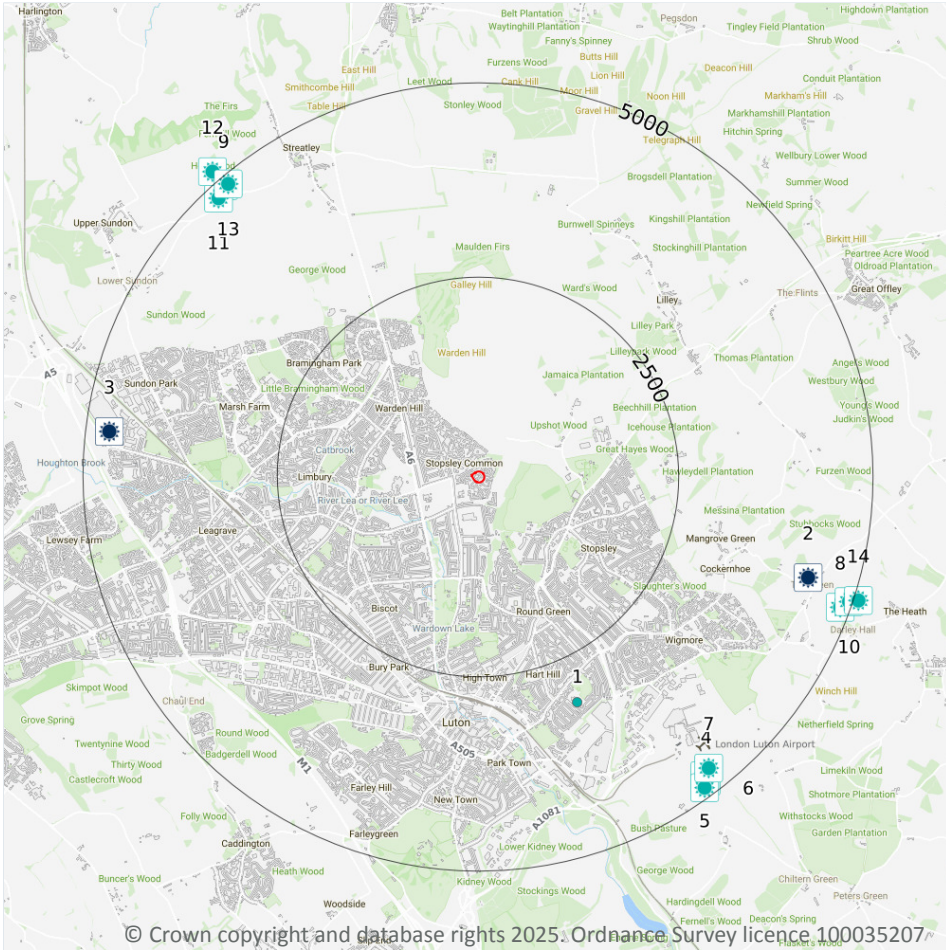 Harlington
Belt Plantation
Pegsdon
Highdown Plantation
Waytinghill Plantation
Tingley Field Plantation
Fanny's Spinney
Shrub Wood
Butts Hill
Furzens Wood
East Hill
Lion Hill
Deacon Hill
Leet Wood
Cank Hill
Conduit Plantation
Smithcombe Hill
Moor Hill
Noon Hill
Markham's Hill
The Firs
Table Hill
Stonley Wood
Gravel Hill
5000
Markhamshill Plantation
Hitchin Spring
12
Telegraph Hill
9
Streatley
Wellbury Lower Wood
Brogsdell Plantation
Summer Wood
Newfield Spring
Kingshill Plantation
Upper Sundon
Burnwell Spinneys
13
Birkitt Hill
11
Maulden Firs
Stockinghill Plantation
Peartree Acre Wood
Oldroad Plantation
George Wood
Lower Sundon
Galley Hill
Ward's Wood
Great Offley
The Flints
Lilley
Sundon Wood
Lilley Park
Warden Hill
Lilleypark Wood
Thomas Plantation
Bramingham Park
Angel's Wood
A5
Jamaica Plantation
2500
3
Sundon Park
Little Bramingham Wood
Westbury Wood
Marsh Farm
Warden Hill
Beechhill Plantation
Young's Wood
Judkin's Wood
Upshot Wood
Icehouse Plantation
Catbrook
A6
Great Hayes Wood
Houghton Brook
Stopsley Common
Hawleydell Plantation
Furzen Wood
Limbury
River Lea or River Lee
Messina Plantation
Leagrave
Stubbocks Wood
Lewsey Farm
2
Mangrove Green
Stopsley
8
14
Cockernhoe
Slaughter's Wood
Biscot
Round Green
The Heath
Wardown Lake
Darley Hall
Wigmore
10
Bury Park
High Town
Hart Hill
1
Skimpot Wood
Chaul End
Winch Hill
Grove Spring
Luton
7
Netherfield Spring
Round Wood
4
London Luton Airport
Twentynine Wood
Badgerdell Wood
A505
Park Town
Thirty Wood
M1
Limekiln Wood
Castlecroft Wood
Farley Hill
6
New Town
Shotmore Plantation
Folly Wood
A1081
5
Withstocks Wood
Farleygreen
Bush Pasture
Garden Plantation
Caddington
Lower Kidney Wood
Heath Wood
George Wood
Buncer's Wood
Kidney Wood
Chiltern Green
Stockings Wood
Peters Green
Woodside
Hardingdell Wood
Fernell's Wood
Deacon's Spring
© Crown copyright and database rights 2025. Ordnance Survey licence 100035207.